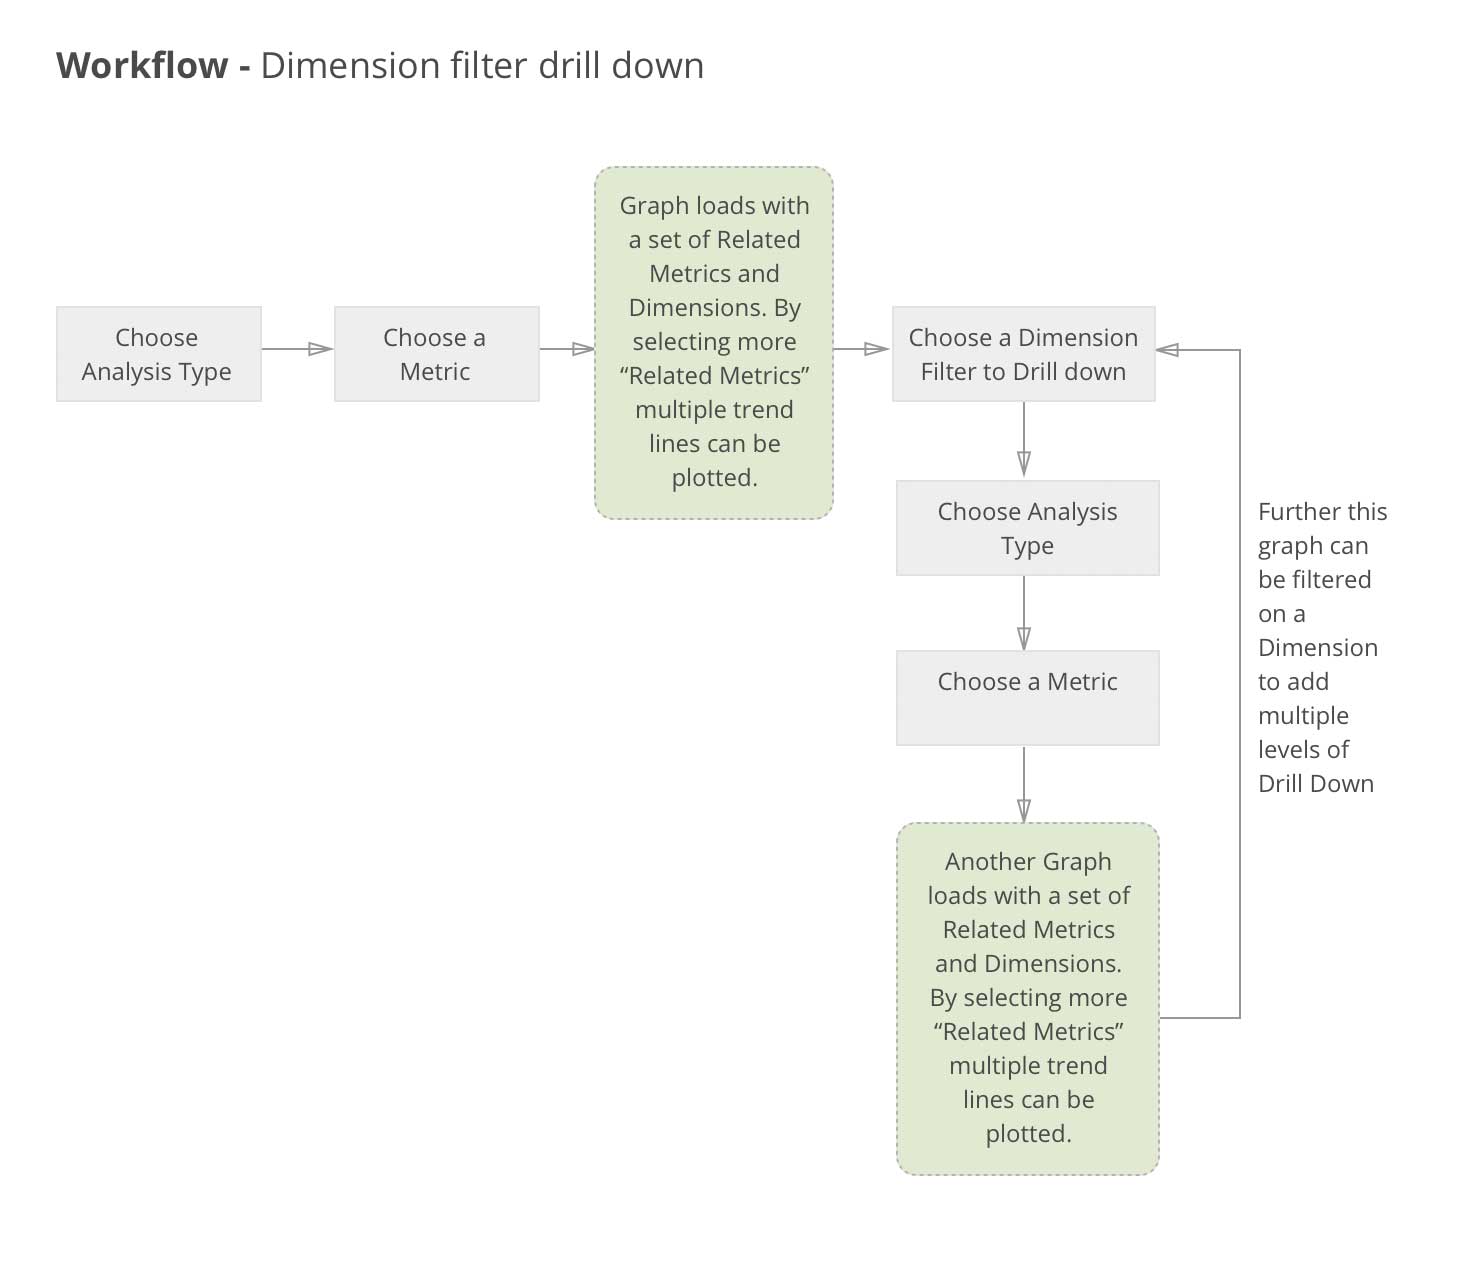 Workflow - Dimension filter drill down
Choose
Analysis Type
Choose a
Metric
Graph loads with
a set of Related
Metrics and
Dimensions. By
selecting more
“Related Metrics”
multiple trend
lines can be
plotted.
Choose a Dimension
Filter to Drill down
Choose Analysis
Type
Choose a Metric
Another Graph
loads with a set of
Related Metrics
and Dimensions.
By selecting more
“Related Metrics”
multiple trend
lines can be
plotted.
Further this
graph can
be filtered
on a
Dimension
to add
multiple
levels of
Drill Down